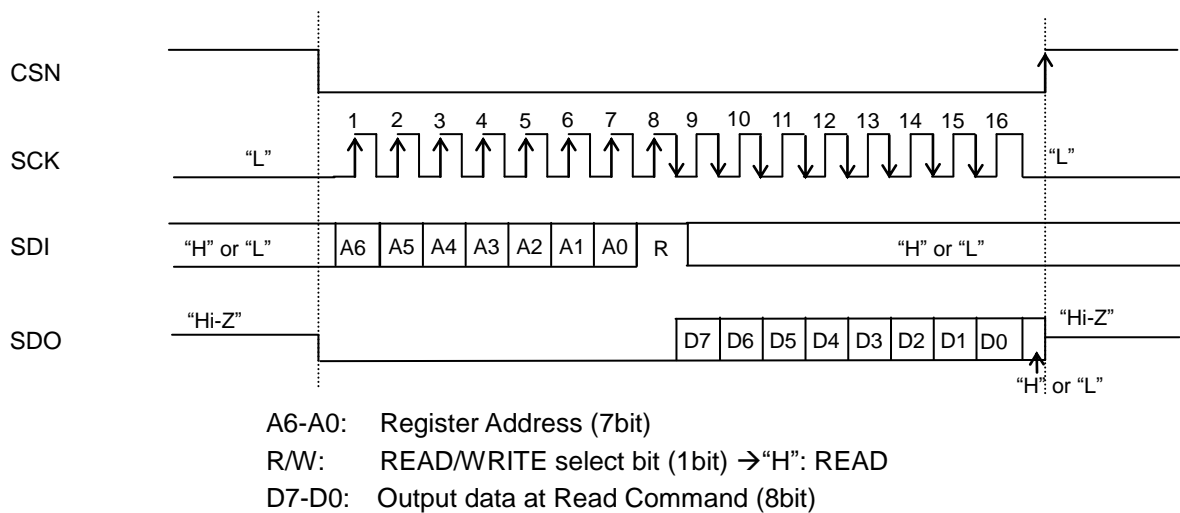 CSN
1 2 3 4 5 6 7 8 9 10 11 12 13 14 15 16
SCK
“L” “L”
SDI
“H” or “L” A6 A5 A4 A3 A2 A1 A0 R “H” or “L”
“Hi-Z” “Hi-Z”
SDO
D7 D6 D5 D4 D3 D2 D1 D0
“H” or “L”
A6-A0: Register Address (7bit)
R/W: READ/WRITE select bit (1bit) →“H”: READ
D7-D0: Output data at Read Command (8bit)